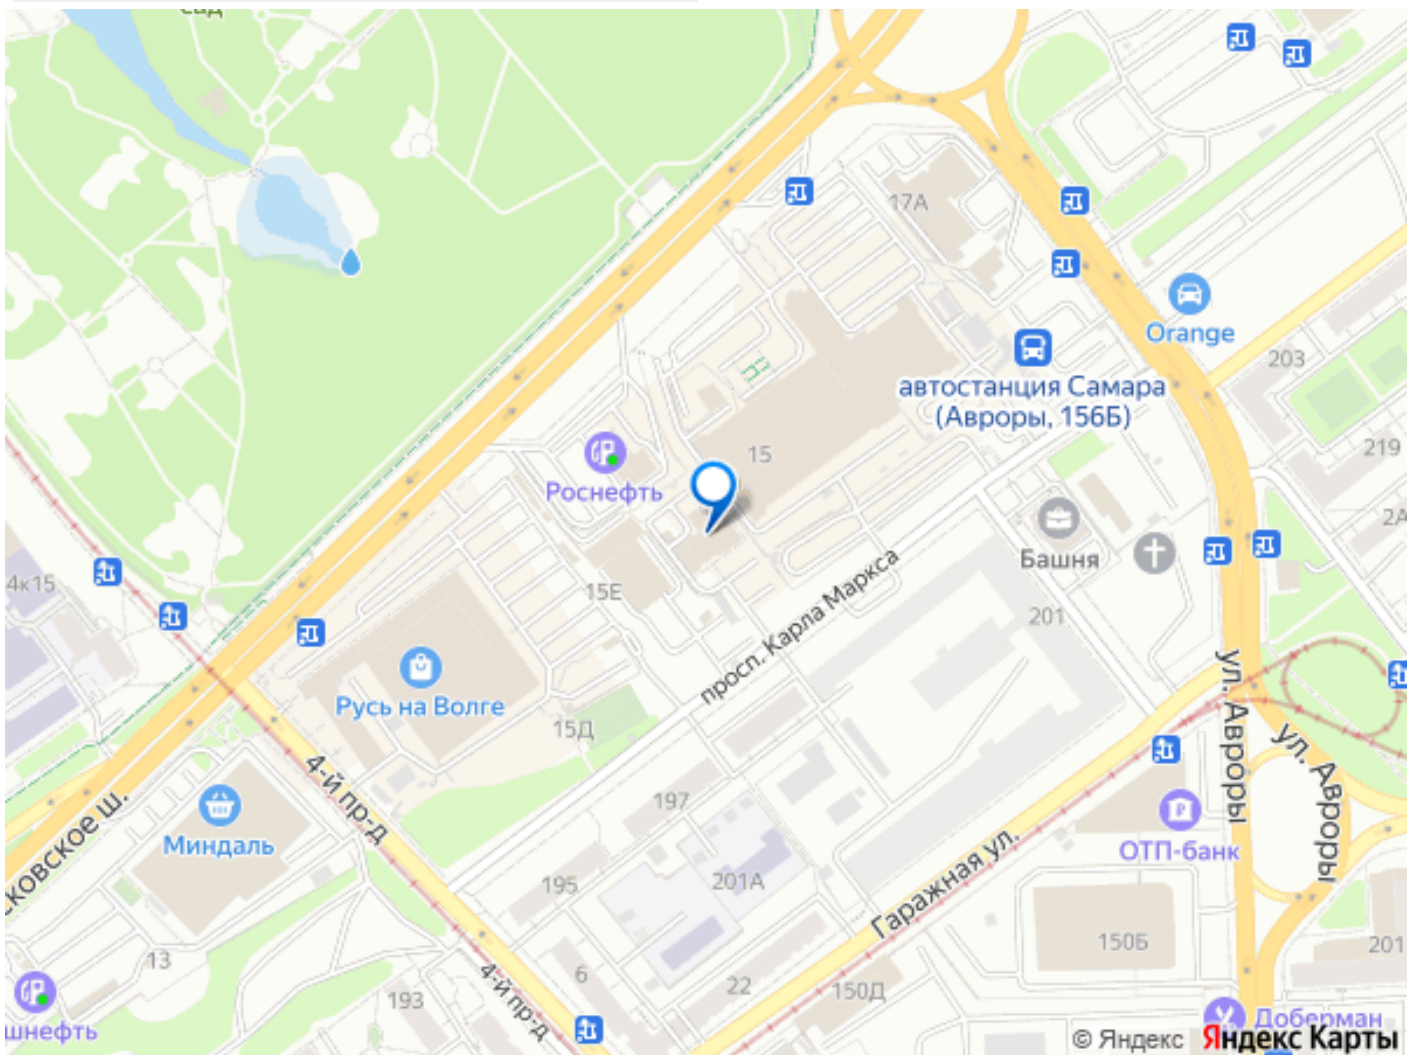 сад
17А
Orange
203
автостанция Самара
(Авроры, 156Б)
219
15
Роснефть
2А
Башня
4к15
15Е
просп. Карла Маркса
201
Русь на Волге
15Д
ул. Авроры
ул. Авроры
4-й пр-д
197
Миндаль
сковское ш.
ОТП-банк
Гаражная ул.
195
201А
150Б
201
13
6
4-й пр-д
22
150Д
193
шнефть
Доберман
© Яндекс Яндекс Карты